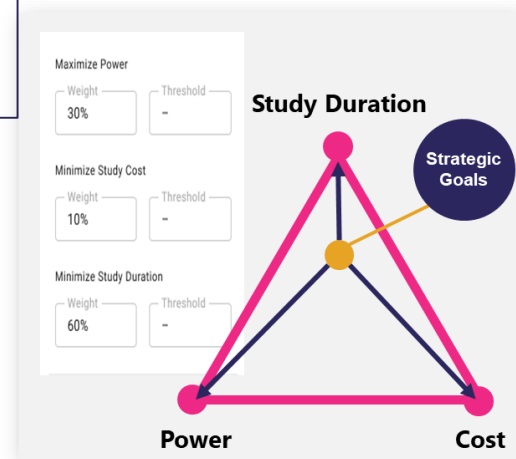 Maximize Power
Weight Threshold
30% –
Minimize Study Cost
Weight Threshold
10% –
Minimize Study Duration
Weight Threshold
60% –
Study Duration
Strategic
Goals
Power Cost